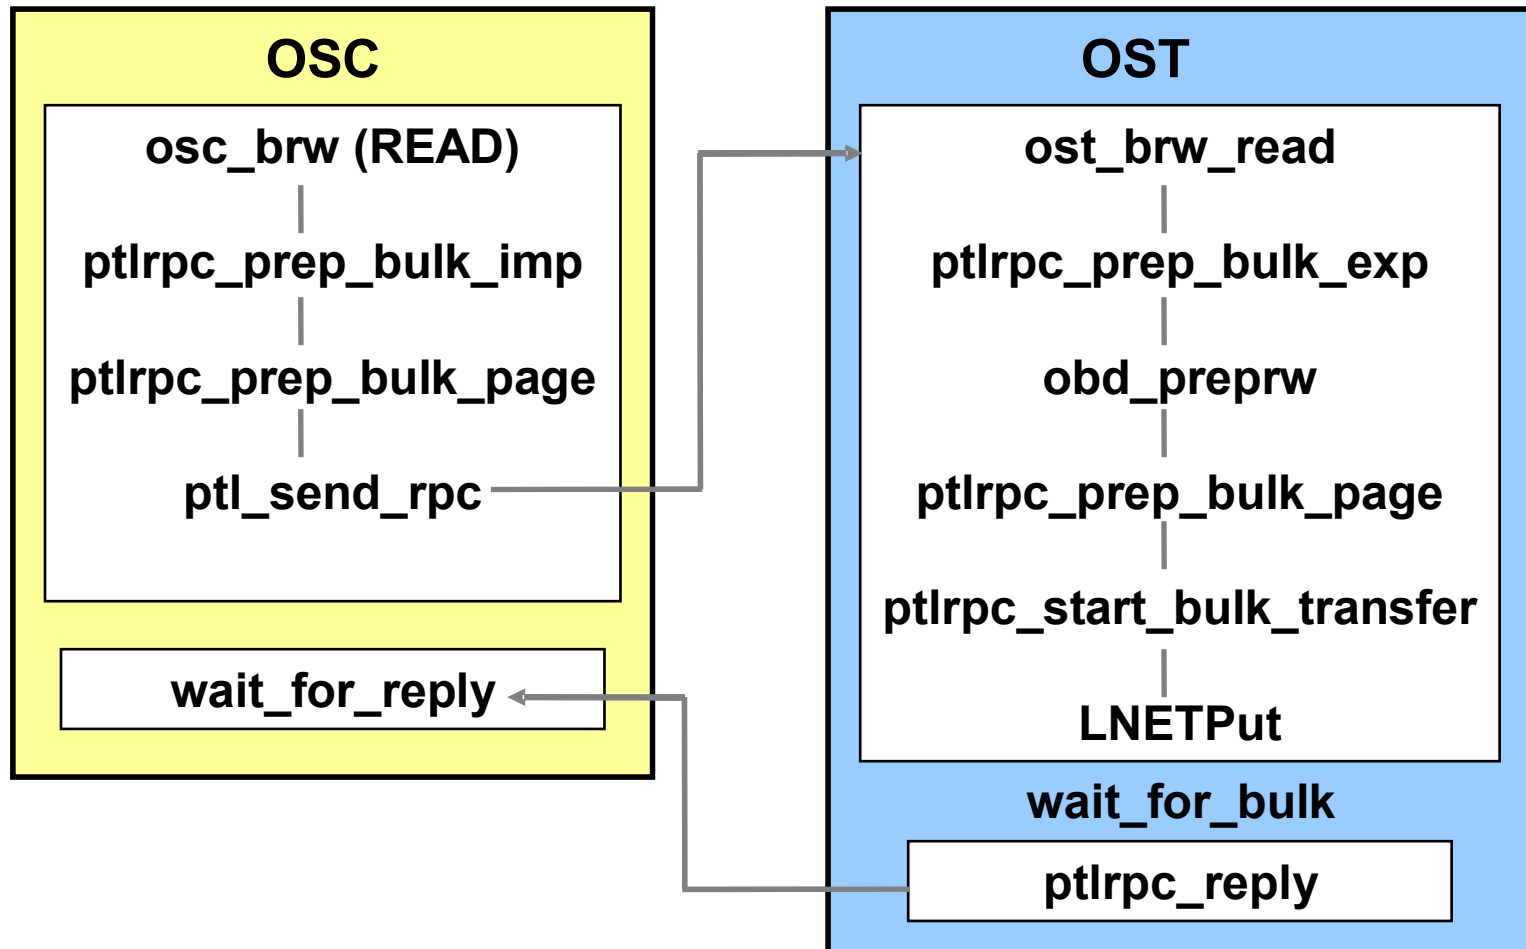 OSC
osc_brw (READ)
ptlrpc_prep_bulk_imp
ptlrpc_prep_bulk_page
ptl_send_rpc
wait_for_reply
OST
ost_brw_read
ptlrpc_prep_bulk_exp
obd_preprw
ptlrpc_prep_bulk_page
ptlrpc_start_bulk_transfer
LNETPut
wait_for_bulk
ptlrpc_reply